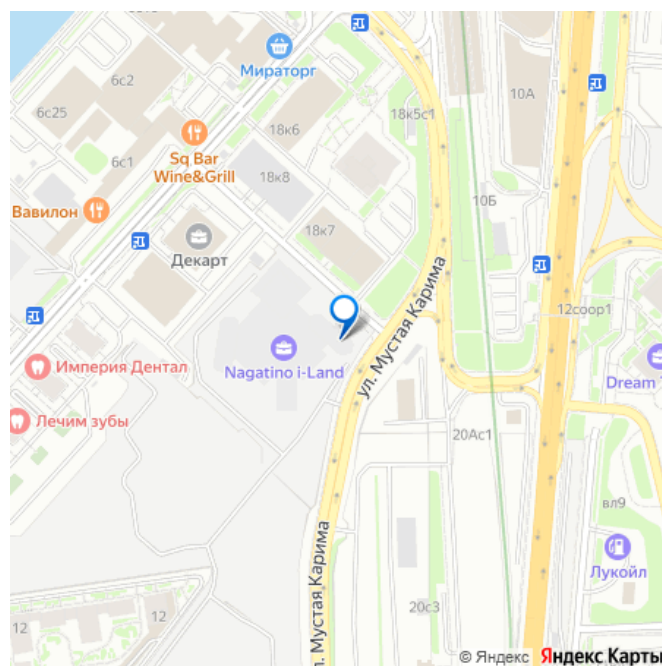 6с2
6с25
Мираторг
10А
18к5с1
18к6
6с1
Sq Bar
Wine&Grill
18к8
10Б
Вавилон
18к7
Декарт
ул. Мустая Карима
12соор1
Империя Дентал
Nagatino i-Land
Dream
Лечим зубы
20Ас1
вл9
Лукойл
л. Мустая Карима
12
12
20с3
© Яндекс Яндекс Карты